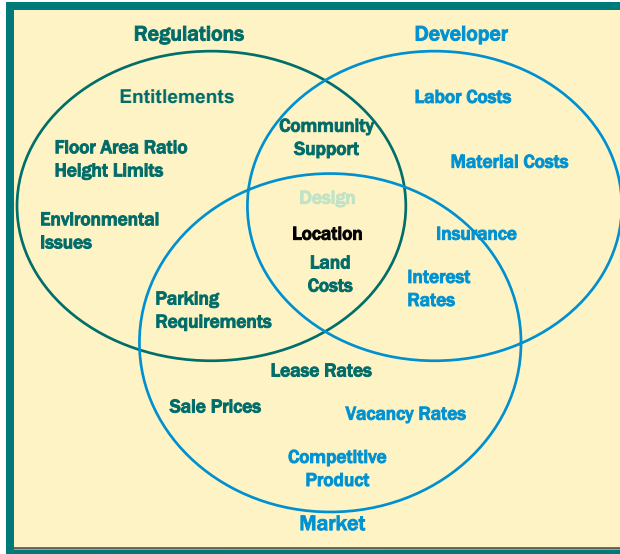 Regulations
Developer
Entitlements
Labor Costs
Community
Support
Floor Area Ratio
Height Limits
Material Costs
Design
Environmental
Issues
Location
Insurance
Land
Costs
Interest
Rates
Parking
Requirements
Lease Rates
Sale Prices
Vacancy Rates
Competitive
Product
Market